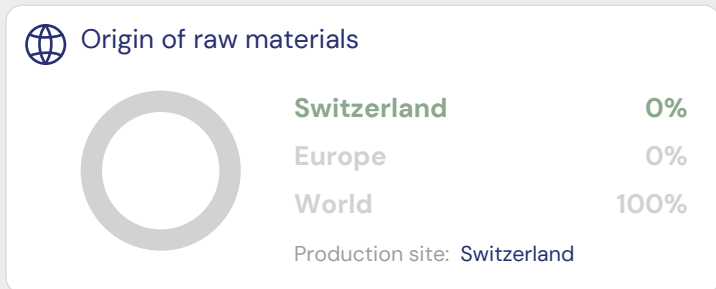 Origin of raw materials
Switzerland 0%
Europe 0%
World 100%
Production site: Switzerland